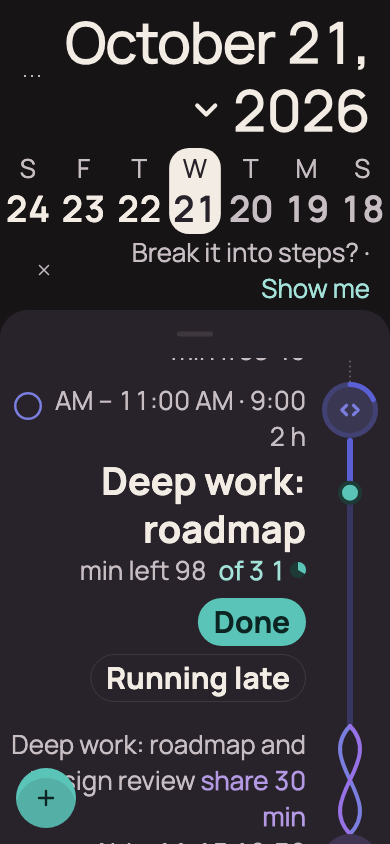 October 21,
2026
S F T W T M S
24 23 22 21 20 19 18
Break it into steps? ·
Show me
AM – 11:00 AM · 9:00
2 h
Deep work:
roadmap
min left 98 of 3 1
Done
Running late
Deep work: roadmap and
sign review share 30
min